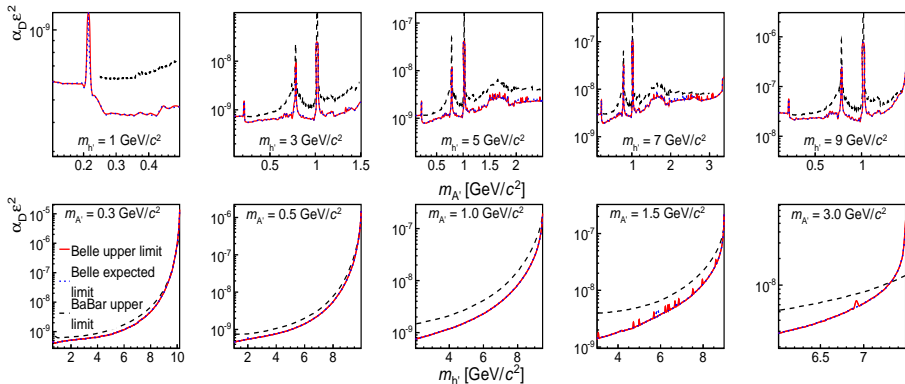 α_D ε²
10⁻⁹
m_h' = 1 GeV/c²
0.2 0.3 0.4
10⁻⁷
10⁻⁸
10⁻⁹
m_h' = 3 GeV/c²
0.5 1 1.5
10⁻⁷
10⁻⁸
10⁻⁹
m_h' = 5 GeV/c²
0.5 1 1.5 2
10⁻⁷
10⁻⁸
10⁻⁹
m_h' = 7 GeV/c²
1 2 3
10⁻⁶
10⁻⁷
10⁻⁸
m_h' = 9 GeV/c²
0.5 1
m_A' [GeV/c²]
α_D ε²
10⁻⁵
10⁻⁶
10⁻⁷
10⁻⁸
10⁻⁹
m_A' = 0.3 GeV/c²
Belle upper limit
Belle expected
limit
BaBar upper
limit
2 4 6 8 10
10⁻⁶
10⁻⁷
10⁻⁸
10⁻⁹
m_A' = 0.5 GeV/c²
2 4 6 8
10⁻⁷
10⁻⁸
10⁻⁹
m_A' = 1.0 GeV/c²
4 6 8
10⁻⁷
10⁻⁸
10⁻⁹
m_A' = 1.5 GeV/c²
4 6 8
10⁻⁸
m_A' = 3.0 GeV/c²
6.5 7
m_h' [GeV/c²]